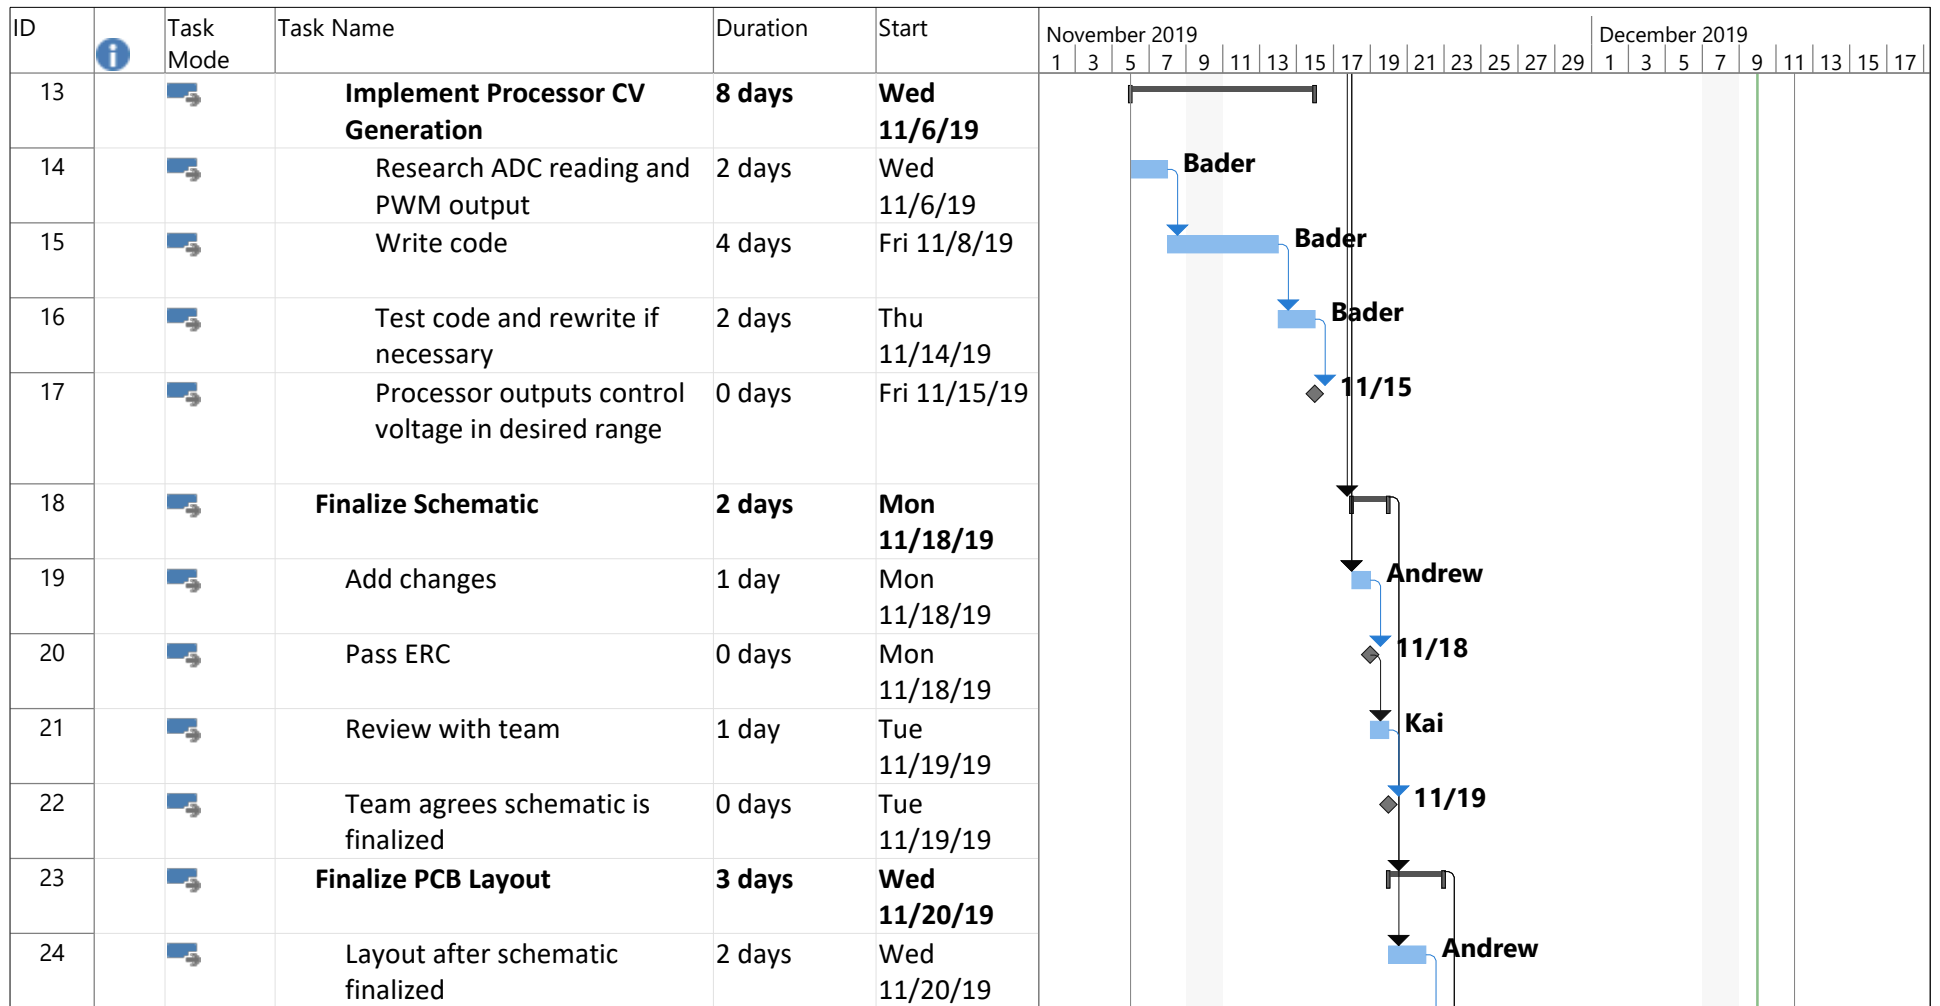 ID Task Task Name Duration Start
Mode
November 2019 December 2019
1 3 5 7 9 11 13 15 17 19 21 23 25 27 29 1 3 5 7 9 11 13 15 17
13 Implement Processor CV 8 days Wed
Generation 11/6/19
14 Research ADC reading and 2 days Wed Bader
PWM output 11/6/19
15 Write code 4 days Fri 11/8/19 Bader
16 Test code and rewrite if 2 days Thu Bader
necessary 11/14/19
17 Processor outputs control 0 days Fri 11/15/19 11/15
voltage in desired range
18 Finalize Schematic 2 days Mon
11/18/19
19 Add changes 1 day Mon Andrew
11/18/19
20 Pass ERC 0 days Mon 11/18
11/18/19
21 Review with team 1 day Tue Kai
11/19/19
22 Team agrees schematic is 0 days Tue 11/19
finalized 11/19/19
23 Finalize PCB Layout 3 days Wed
11/20/19
24 Layout after schematic 2 days Wed Andrew
finalized 11/20/19